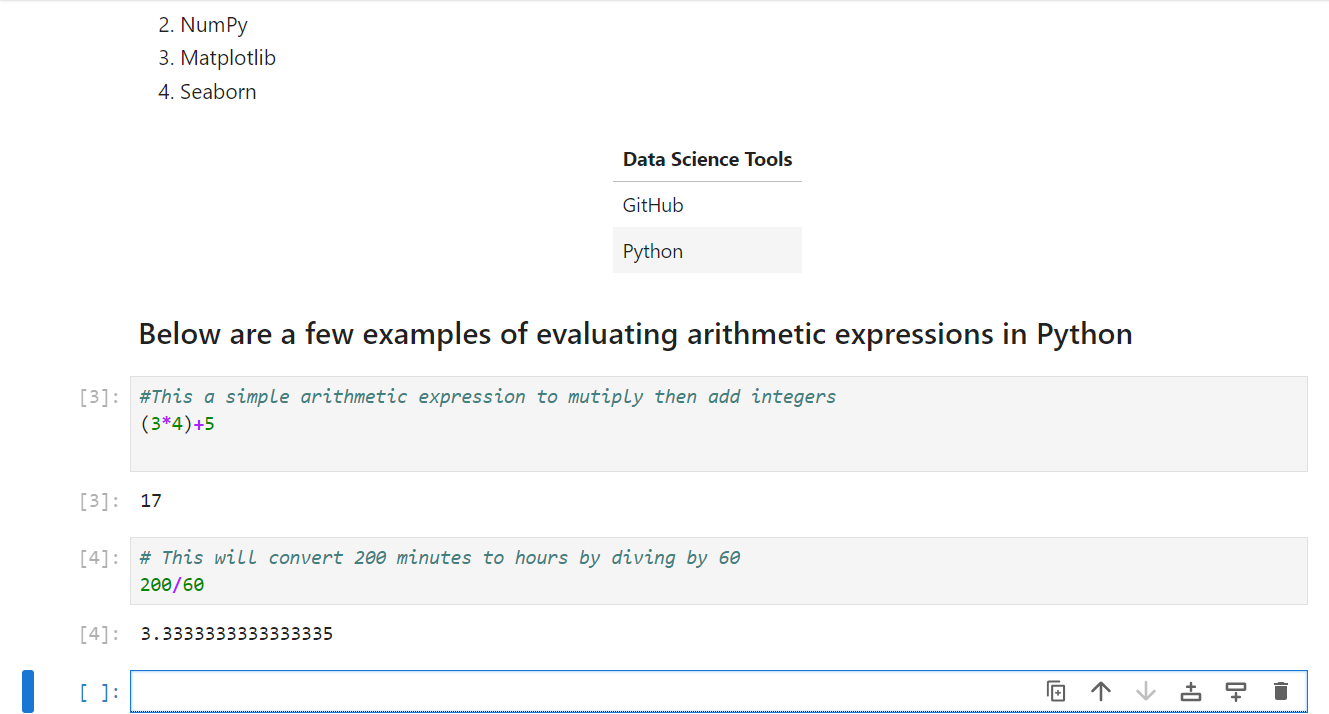 2. NumPy
3. Matplotlib
4. Seaborn
Data Science Tools
GitHub
Python
Below are a few examples of evaluating arithmetic expressions in Python
[3]: #This a simple arithmetic expression to mutiply then add integers
(3*4)+5
[3]: 17
[4]: # This will convert 200 minutes to hours by diving by 60
200/60
[4]: 3.3333333333333335
[ ]: